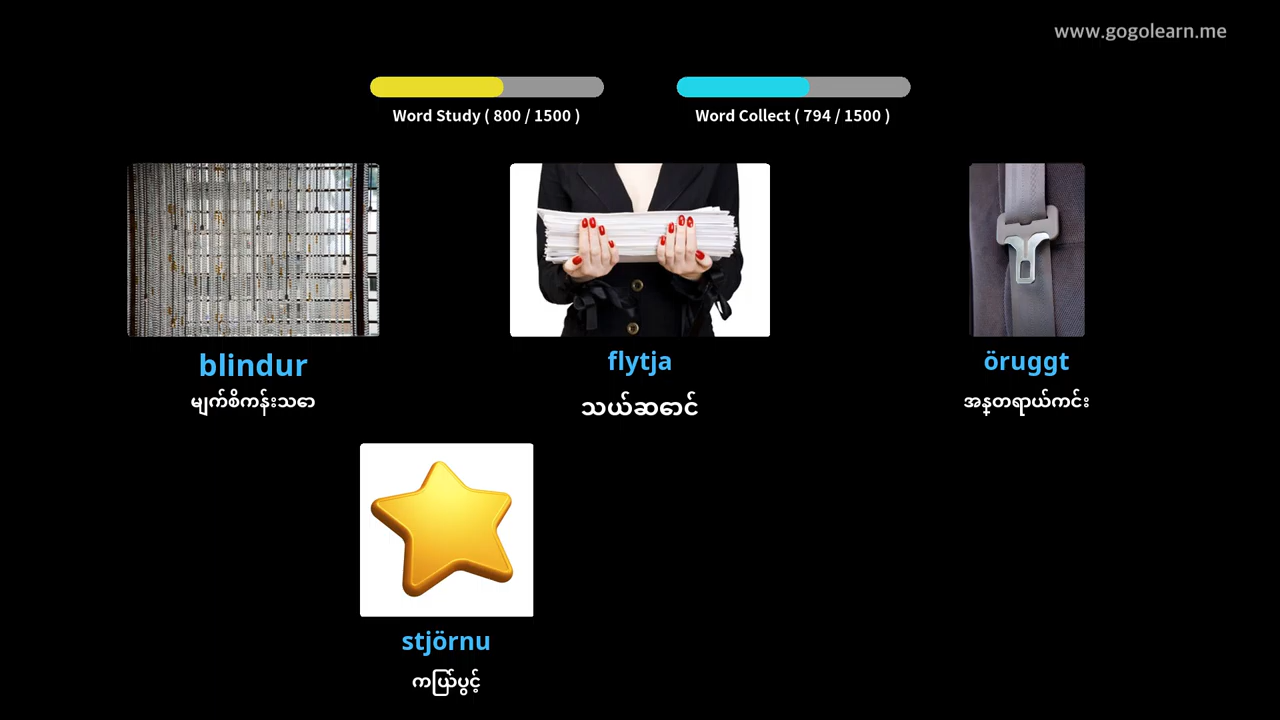 www.gogolearn.me
Word Study ( 800 / 1500 )
Word Collect ( 794 / 1500 )
blindur
flytja
öruggt
မျက်စိကန်းသော
သယ်ဆောင်
အန္တရာယ်ကင်း
stjörnu
ကြယ်ပွင့်